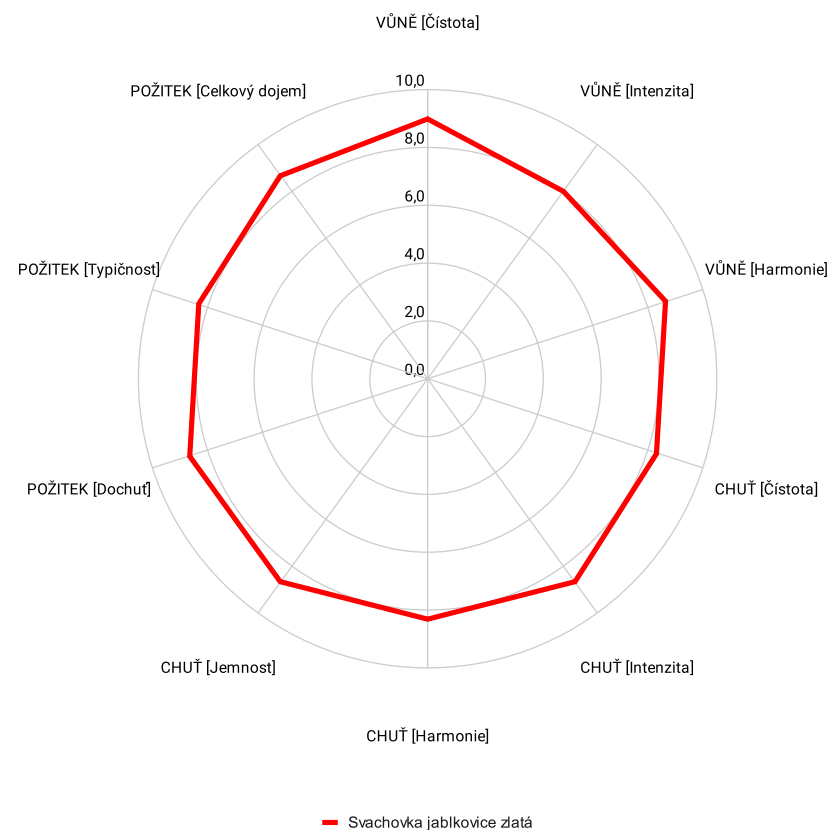 VŮNĚ [Čístota]
POŽITEK [Celkový dojem]
VŮNĚ [Intenzita]
10,0
8,0
6,0
4,0
2,0
0,0
POŽITEK [Typičnost]
VŮNĚ [Harmonie]
POŽITEK [Dochuť]
CHUŤ [Čístota]
CHUŤ [Jemnost]
CHUŤ [Intenzita]
CHUŤ [Harmonie]
Svachovka jablkovice zlatá